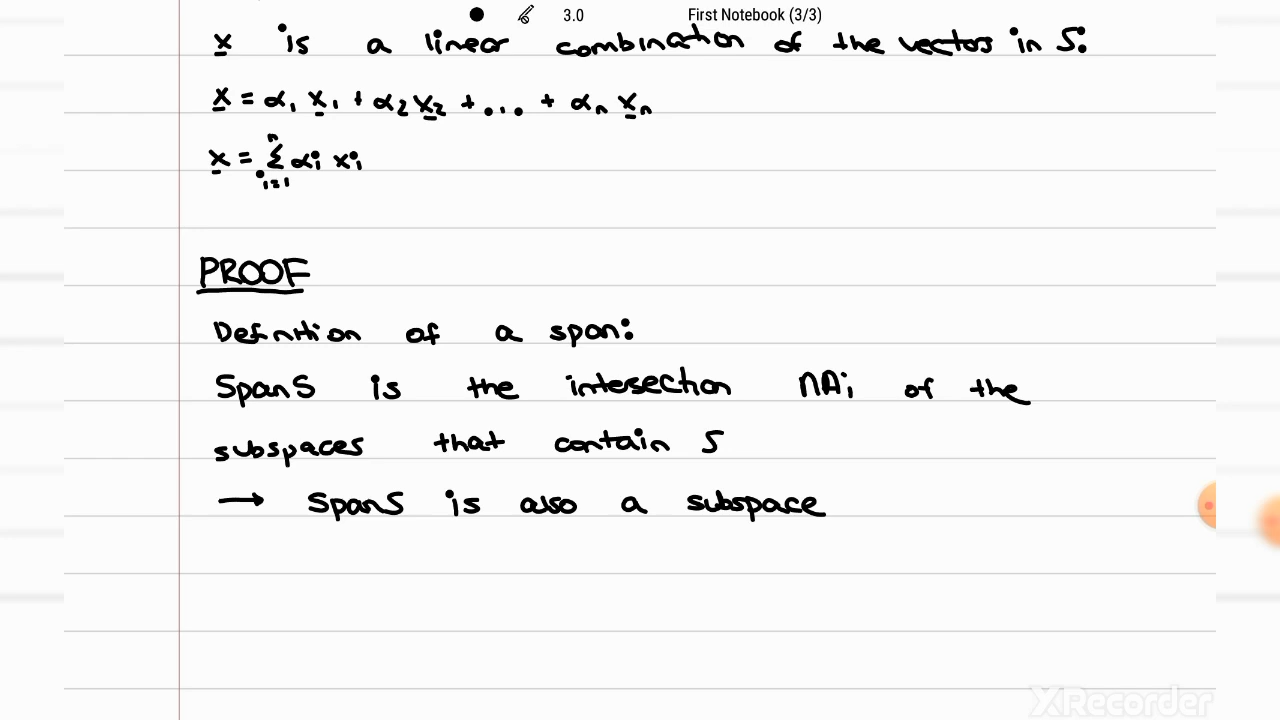 3.0 First Notebook (3/3)
x is a linear combination of the vectors in S:
x = α₁ x₁ + α₂ x₂ + ... + αₙ xₙ
n
x = Σ αi xi
i=1
PROOF
Definition of a span:
SpanS is the intersection ∩Ai of the
subspaces that contain S
→ SpanS is also a subspace
XRecorder